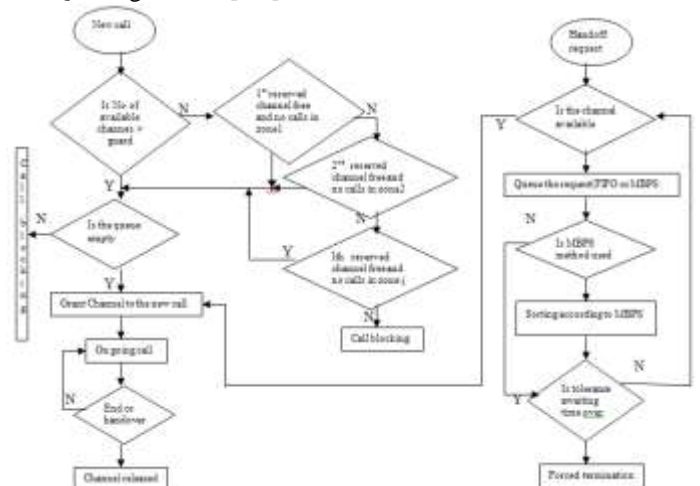 New call
Is No of
available
channel >
guard
N
1st reserved
channel free
and no calls in
zone1
N
2nd reserved
channel free and
no calls in zone2
Y
N
Ith reserved
channel free and
no calls in zone i
Y
N
Call blocking
Is the queue
empty
N
Call blocking
Y
Grant Channel to the new call
On going call
End or
handover
N
Channel released
Handoff
request
Is the channel
available
Y
Queue the request(FIFO or MBPS
Is MBPS
method used
N
Sorting according to MBPS
Is tolerance
awaiting
time over
N
Y
Forced termination